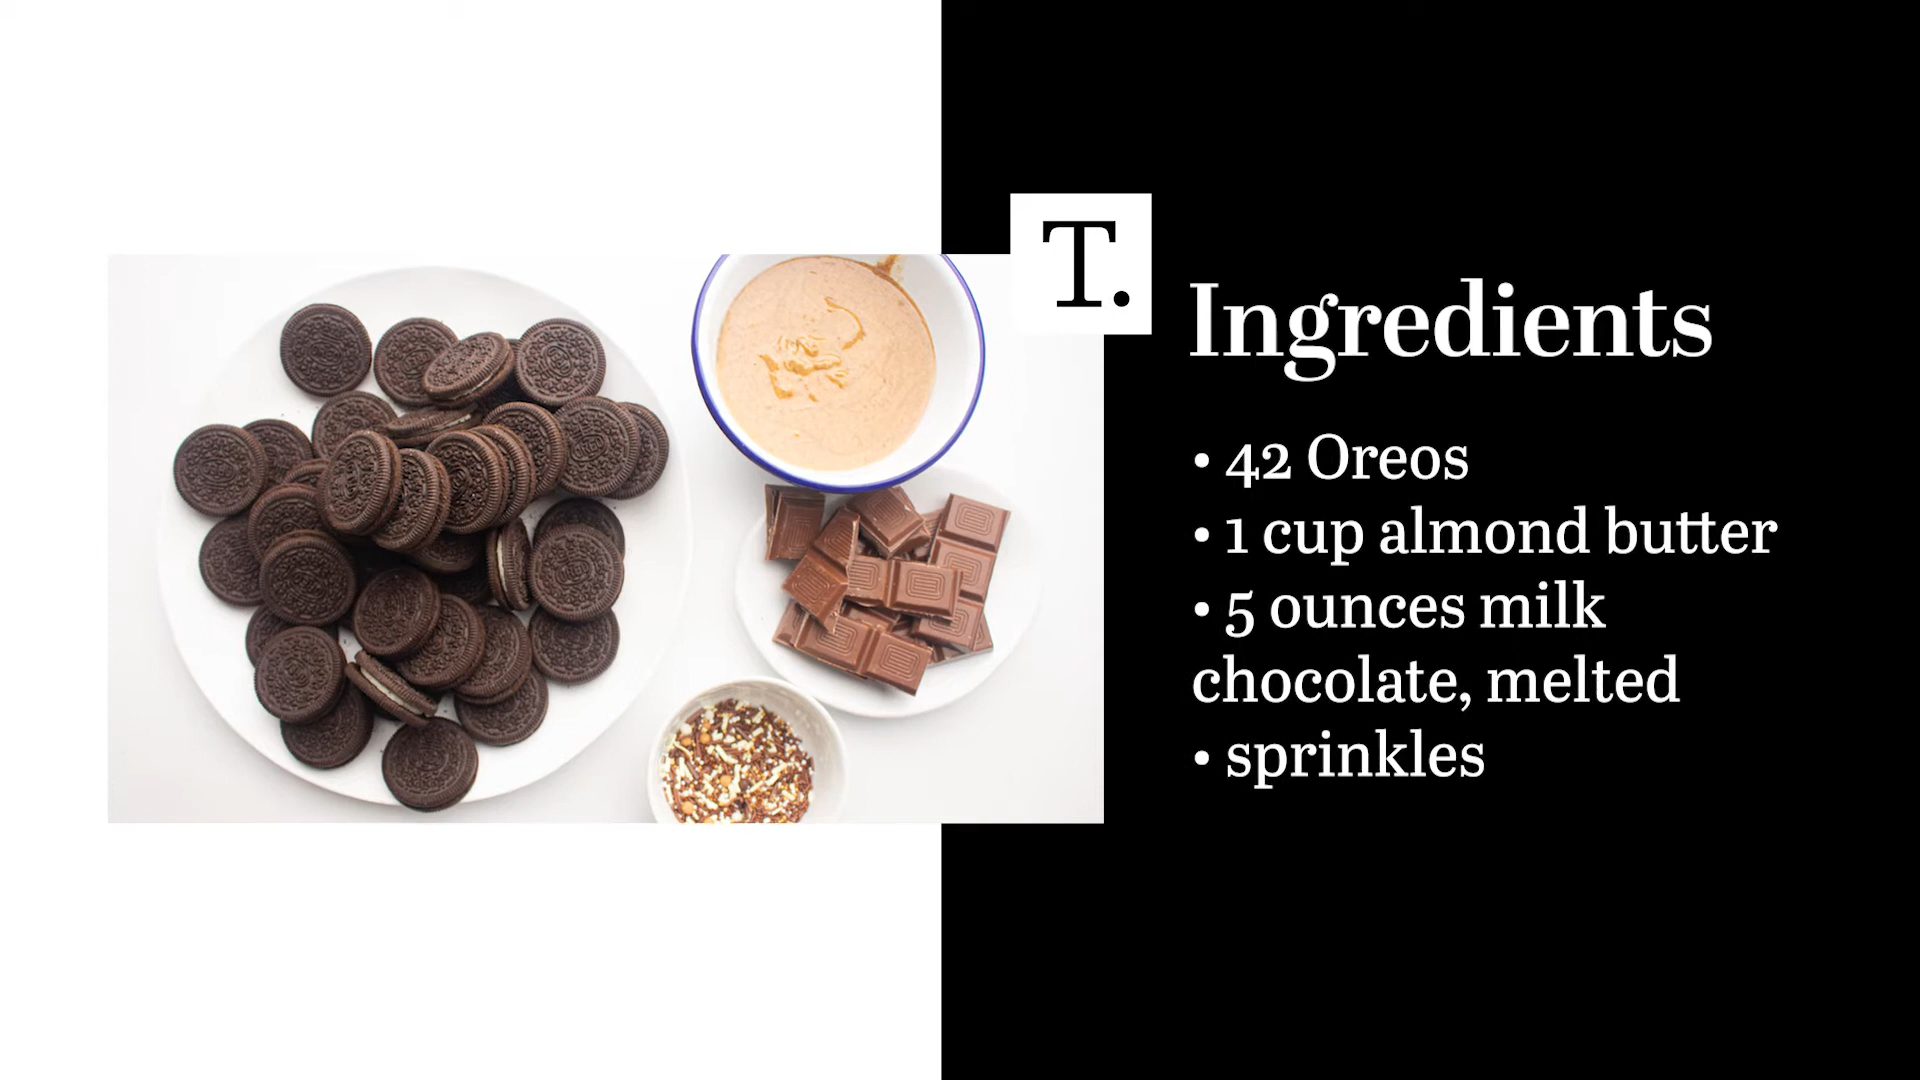 T.
Ingredients
• 42 Oreos
• 1 cup almond butter
• 5 ounces milk
chocolate, melted
• sprinkles